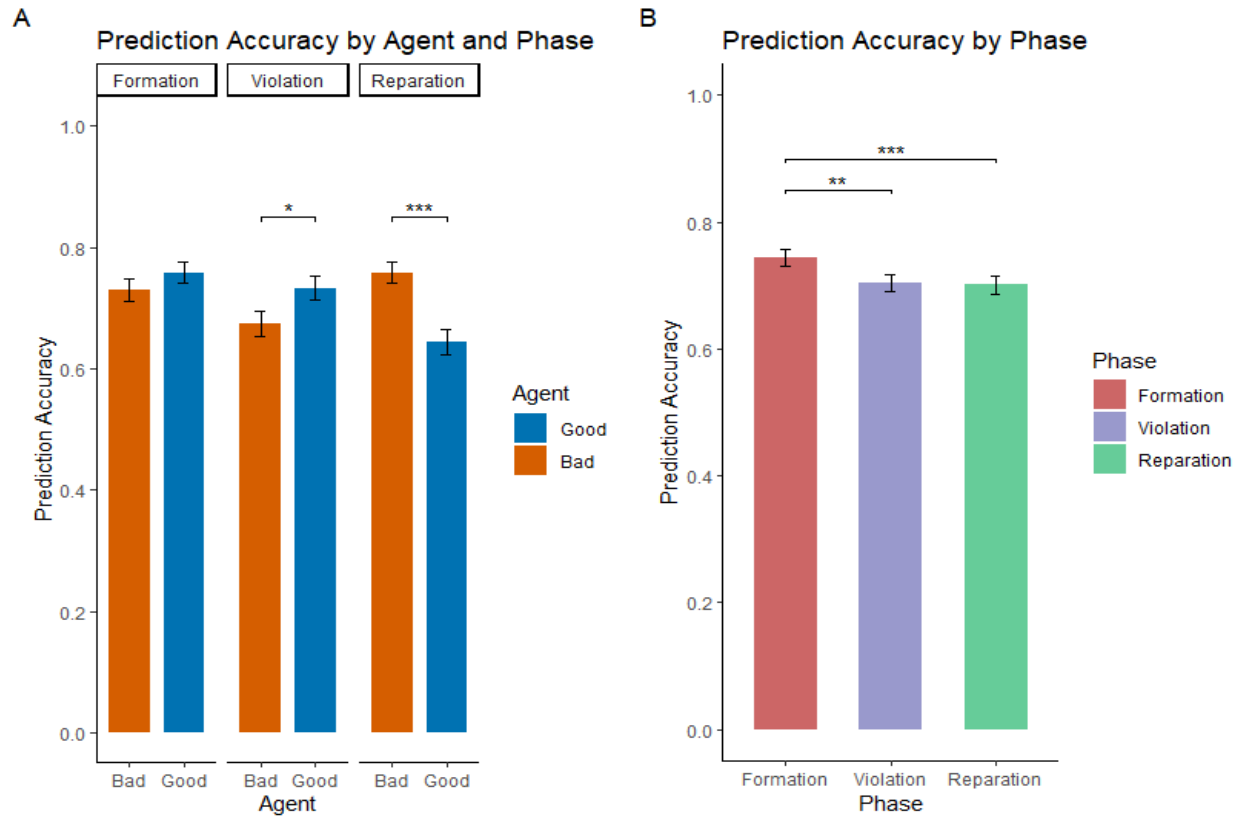 A
Prediction Accuracy by Agent and Phase
Formation Violation Reparation
1.0
0.8
0.6
0.4
0.2
0.0
* ***
Prediction Accuracy
Bad Good Bad Good Bad Good
Agent
Agent
Good
Bad
B
Prediction Accuracy by Phase
1.0
0.8
0.6
0.4
0.2
0.0
***
**
Prediction Accuracy
Formation Violation Reparation
Phase
Phase
Formation
Violation
Reparation